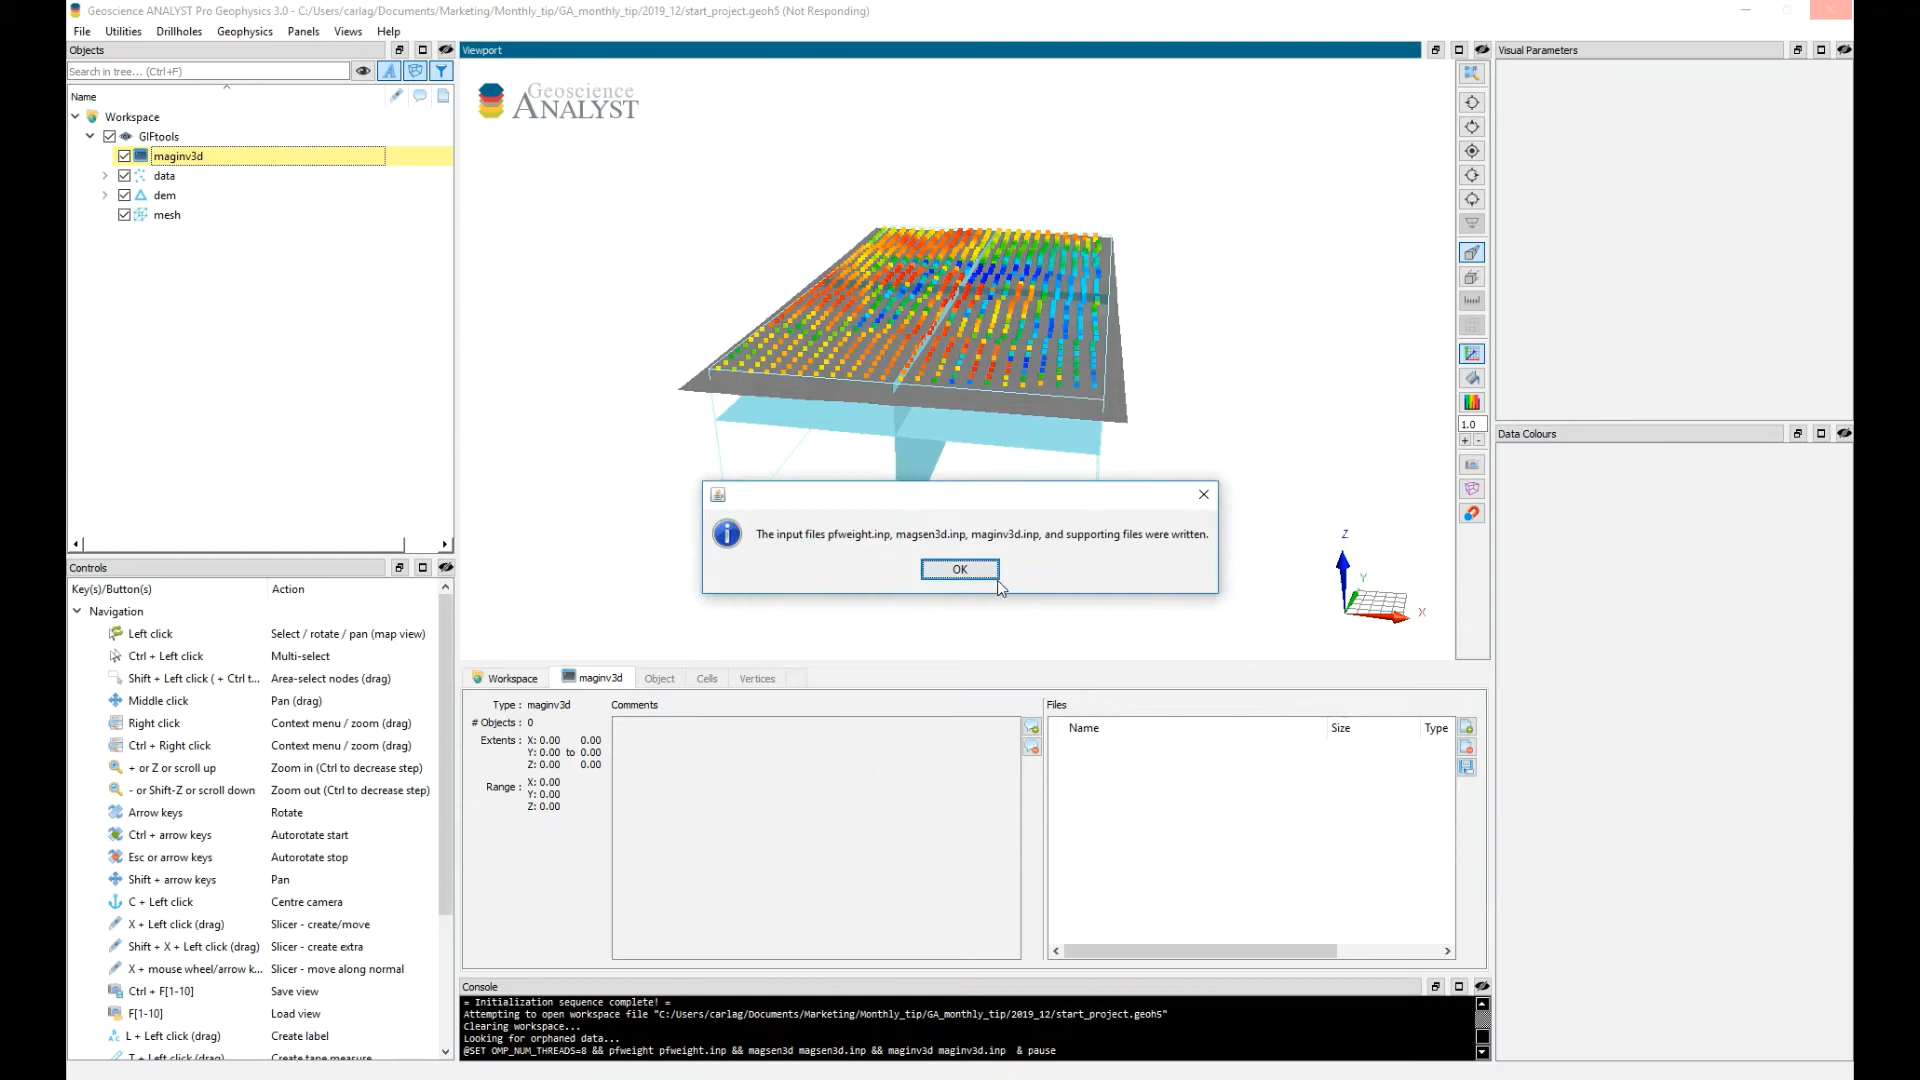 Geoscience ANALYST Pro Geophysics 3.0 - C:/Users/carlag/Documents/Marketing/Monthly_tip/GA_monthly_tip/2019_12/start_project.geoh5 (Not Responding)
File Utilities Drillholes Geophysics Panels Views Help
Objects
Viewport
Visual Parameters
Search in tree... (Ctrl+F)
Name
Workspace
GIFtools
maginv3d
data
dem
mesh
Geoscience
ANALYST
1.0
+ -
Data Colours
The input files pfweight.inp, magsen3d.inp, maginv3d.inp, and supporting files were written.
OK
Z
Y
X
Controls
Key(s)/Button(s) Action
Navigation
Left click Select / rotate / pan (map view)
Ctrl + Left click Multi-select
Shift + Left click ( + Ctrl t... Area-select nodes (drag)
Middle click Pan (drag)
Right click Context menu / zoom (drag)
Ctrl + Right click Context menu / zoom (drag)
+ or Z or scroll up Zoom in (Ctrl to decrease step)
- or Shift-Z or scroll down Zoom out (Ctrl to decrease step)
Arrow keys Rotate
Ctrl + arrow keys Autorotate start
Esc or arrow keys Autorotate stop
Shift + arrow keys Pan
C + Left click Centre camera
X + Left click (drag) Slicer - create/move
Shift + X + Left click (drag) Slicer - create extra
X + mouse wheel/arrow k... Slicer - move along normal
Ctrl + F[1-10] Save view
F[1-10] Load view
L + Left click (drag) Create label
T + Left click (drag) Create tape measure
Workspace maginv3d Object Cells Vertices
Type : maginv3d
# Objects : 0
Extents : X: 0.00 0.00
Y: 0.00 to 0.00
Z: 0.00 0.00
Range : X: 0.00
Y: 0.00
Z: 0.00
Comments
Files
Name Size Type
Console
= Initialization sequence complete! =
Attempting to open workspace file "C:/Users/carlag/Documents/Marketing/Monthly_tip/GA_monthly_tip/2019_12/start_project.geoh5"
Clearing workspace...
Looking for orphaned data...
@SET OMP_NUM_THREADS=8 && pfweight pfweight.inp && magsen3d magsen3d.inp && maginv3d maginv3d.inp & pause